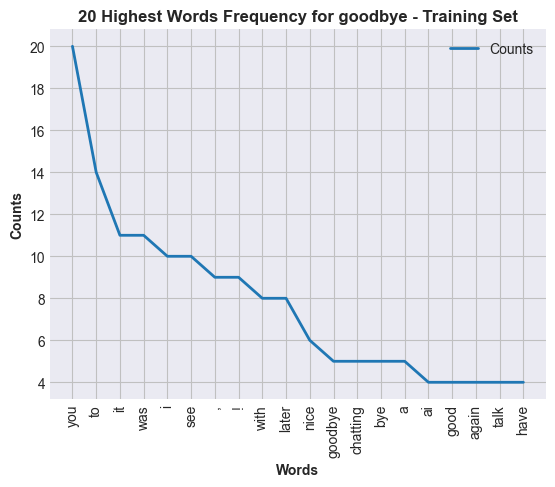 20 Highest Words Frequency for goodbye - Training Set
Counts
20
18
16
14
12
10
8
6
4
Counts
you
to
it
was
i
see
,
!
with
later
nice
goodbye
chatting
bye
a
ai
good
again
talk
have
Words